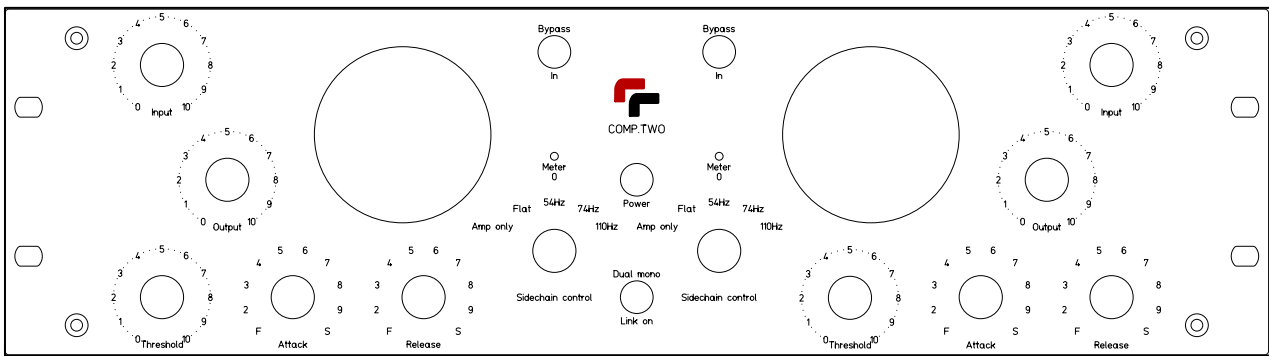 5
4 6
3 7
2 8
1 9
0 10
Input
5
4 6
3 7
2 8
1 9
0 10
Output
5
4 6
3 7
2 8
1 9
0 10
Threshold
5 6
4 7
3 8
2 9
F S
Attack
5 6
4 7
3 8
2 9
F S
Release
Bypass
In
Meter
0
54Hz
Flat 74Hz
Amp only 110Hz
Sidechain control
COMP.TWO
Power
Dual mono
Link on
Bypass
In
Meter
0
54Hz
Flat 74Hz
Amp only 110Hz
Sidechain control
5
4 6
3 7
2 8
1 9
0 10
Input
5
4 6
3 7
2 8
1 9
0 10
Output
5
4 6
3 7
2 8
1 9
0 10
Threshold
5 6
4 7
3 8
2 9
F S
Attack
5 6
4 7
3 8
2 9
F S
Release